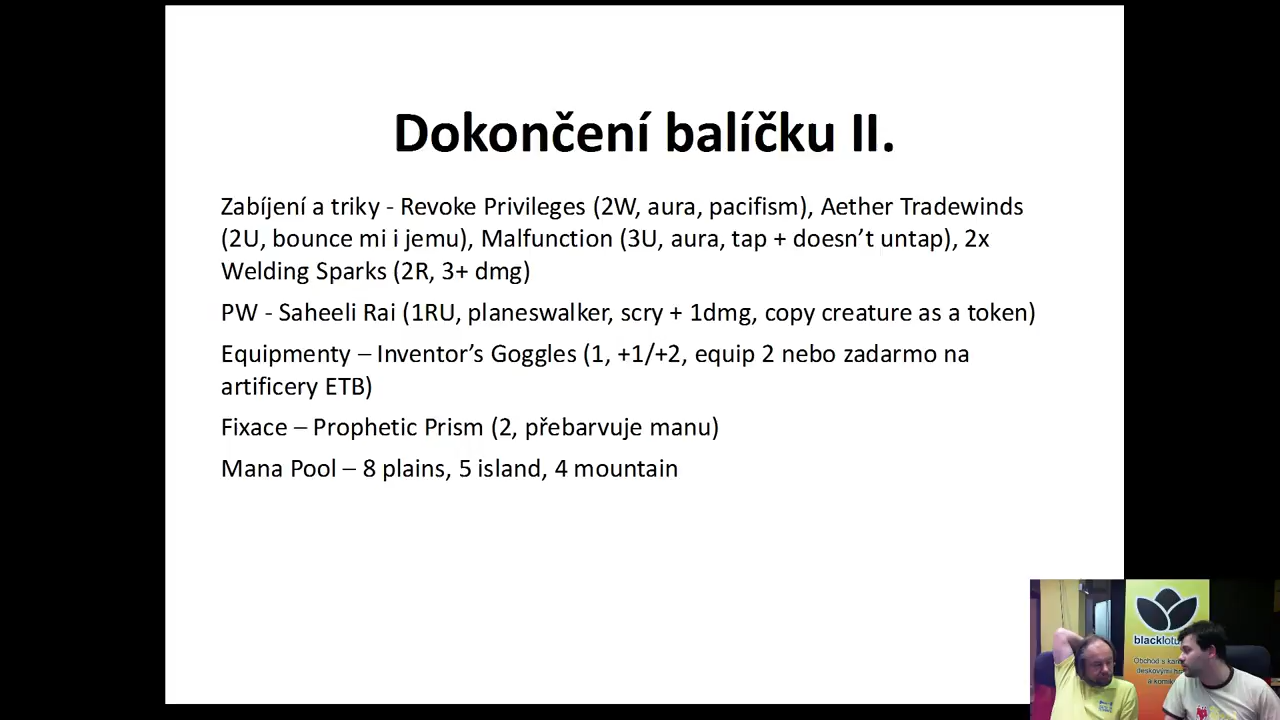 Dokončení balíčku II.
Zabíjení a triky - Revoke Privileges (2W, aura, pacifism), Aether Tradewinds
(2U, bounce mi i jemu), Malfunction (3U, aura, tap + doesn’t untap), 2x
Welding Sparks (2R, 3+ dmg)
PW - Saheeli Rai (1RU, planeswalker, scry + 1dmg, copy creature as a token)
Equipmenty – Inventor’s Goggles (1, +1/+2, equip 2 nebo zadarmo na
artificery ETB)
Fixace – Prophetic Prism (2, přebarvuje manu)
Mana Pool – 8 plains, 5 island, 4 mountain
blacklotu
Obchod s
deskovými
a